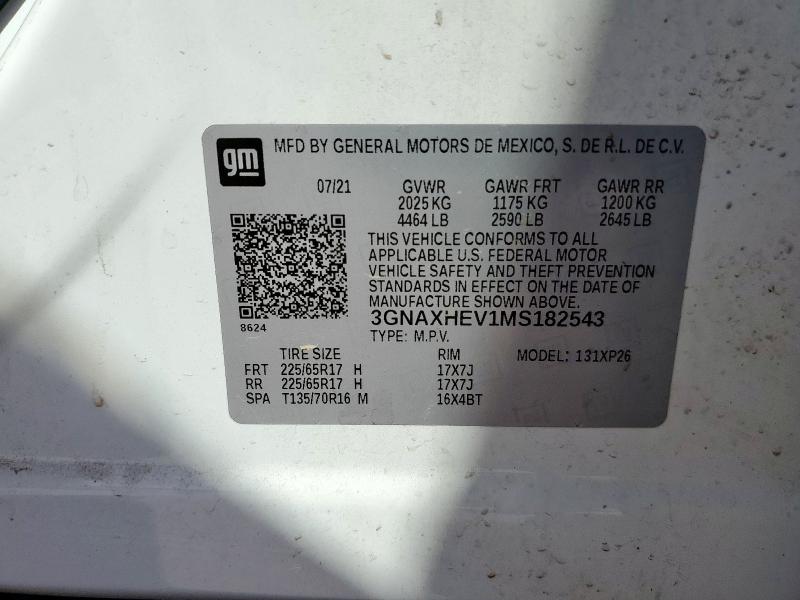 gm MFD BY GENERAL MOTORS DE MEXICO, S. DE R.L. DE C.V.
07/21 GVWR GAWR FRT GAWR RR
2025 KG 1175 KG 1200 KG
4464 LB 2590 LB 2645 LB
THIS VEHICLE CONFORMS TO ALL
APPLICABLE U.S. FEDERAL MOTOR
VEHICLE SAFETY AND THEFT PREVENTION
STANDARDS IN EFFECT ON THE DATE OF
MANUFACTURE SHOWN ABOVE.
3GNAXHEV1MS182543
8624
TYPE: M.P.V.
TIRE SIZE RIM MODEL: 131XP26
FRT 225/65R17 H 17X7J
RR 225/65R17 H 17X7J
SPA T135/70R16 M 16X4BT